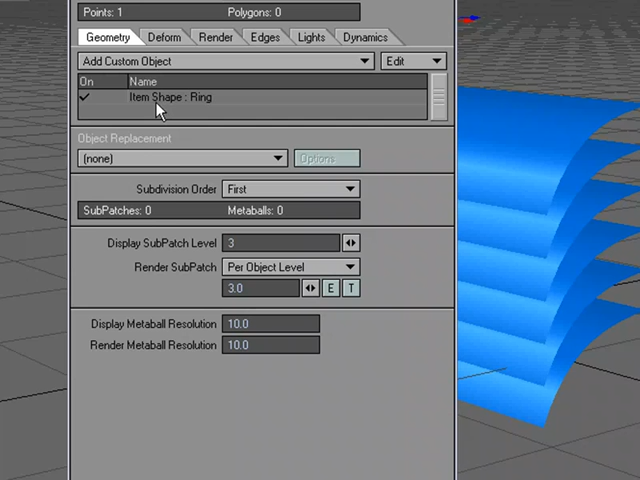 Points: 1 Polygons: 0
Geometry Deform Render Edges Lights Dynamics
Add Custom Object Edit
On Name
Item Shape : Ring
Object Replacement
(none) Options
Subdivision Order First
SubPatches: 0 Metaballs: 0
Display SubPatch Level 3
Render SubPatch Per Object Level
3.0 E T
Display Metaball Resolution 10.0
Render Metaball Resolution 10.0